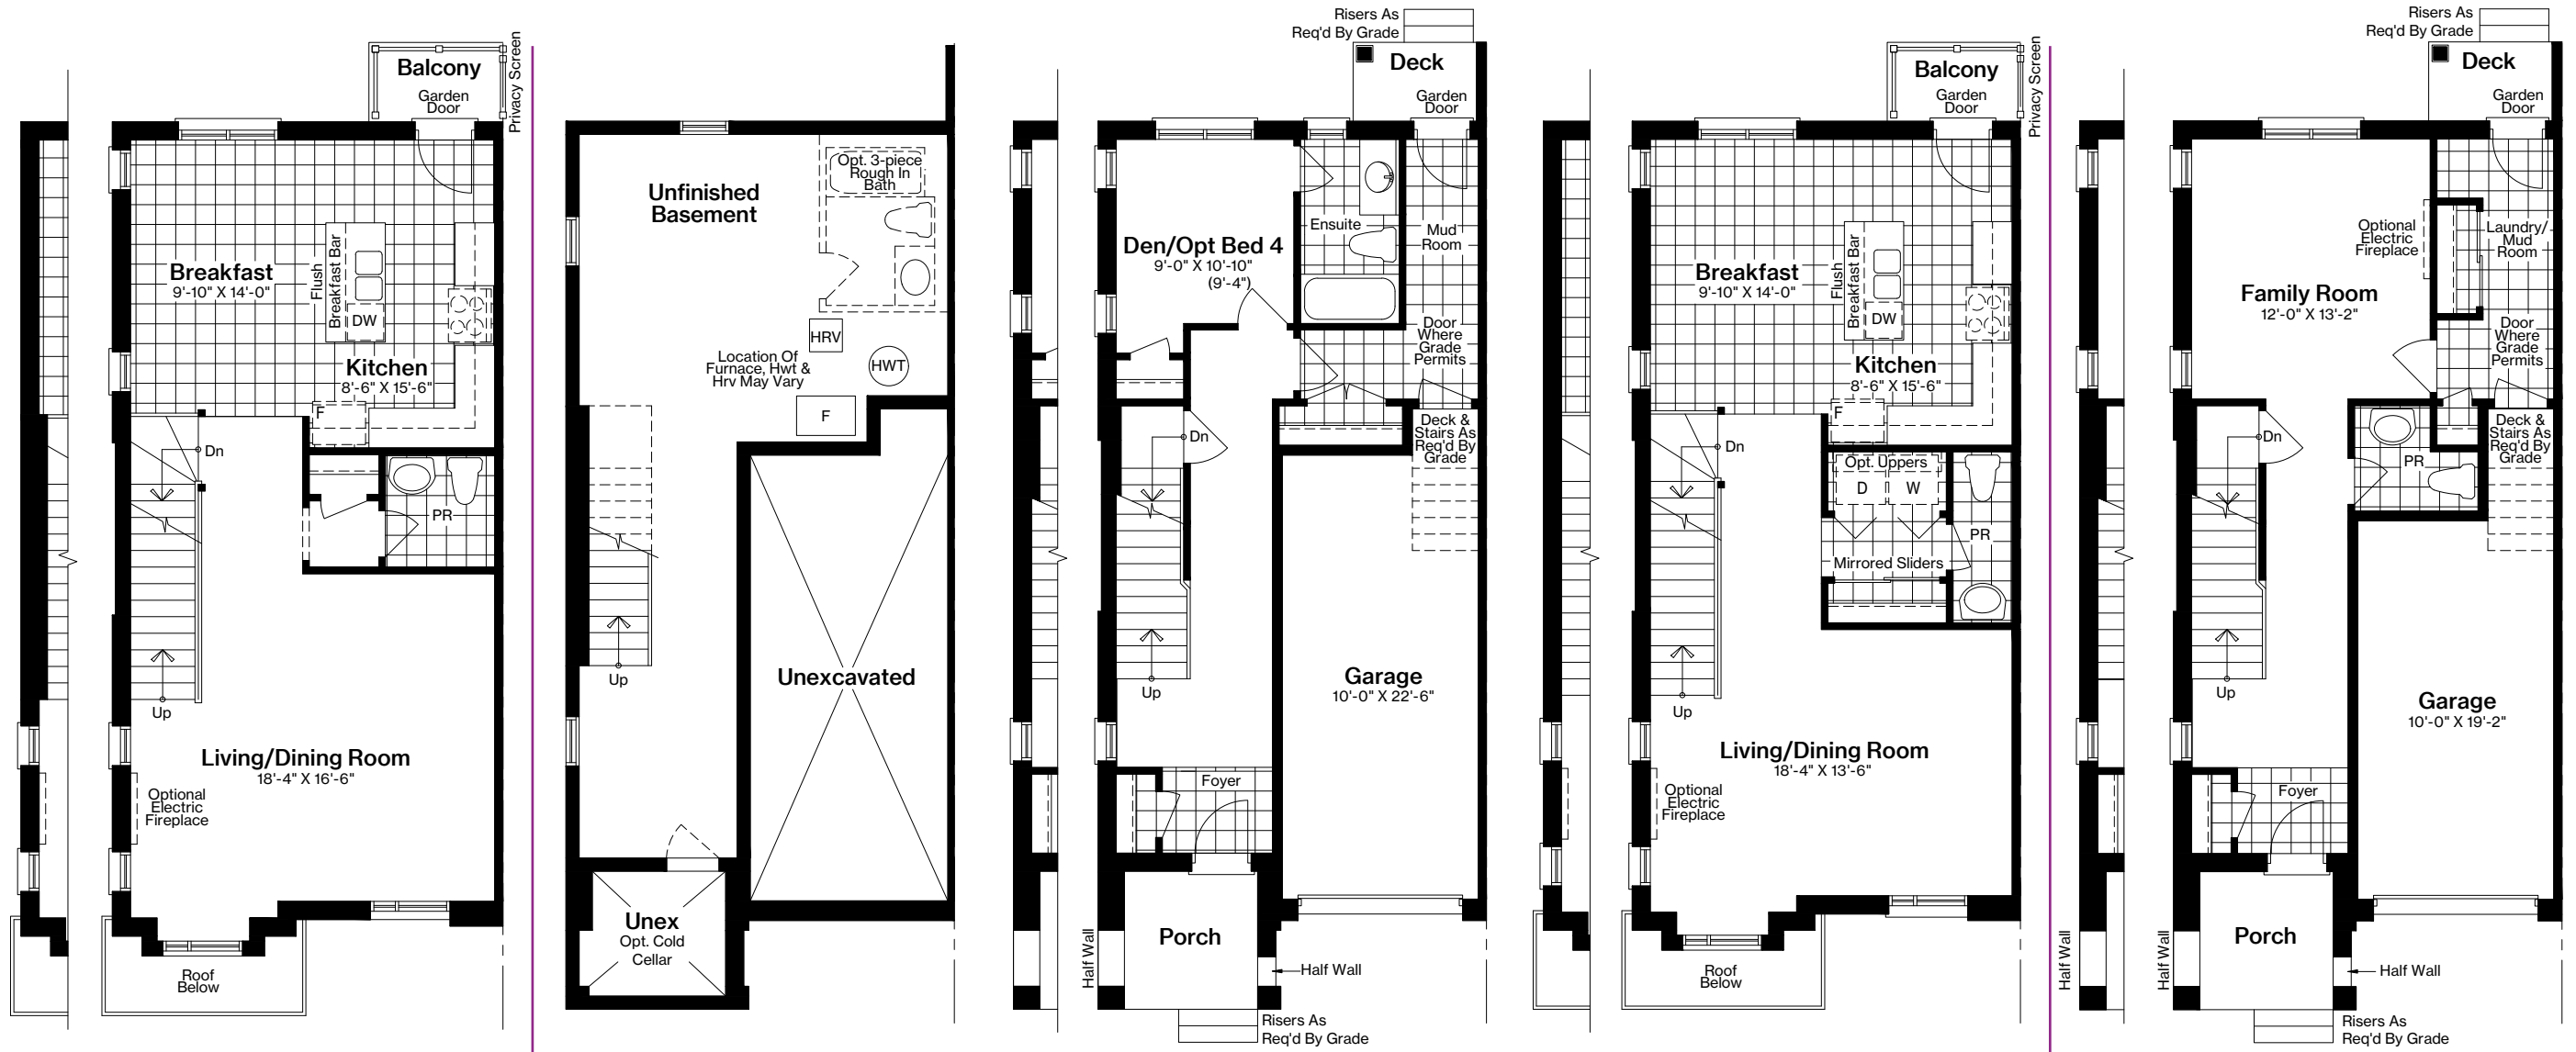 Balcony
Garden
Door
Privacy Screen
Breakfast
9'-10" X 14'-0"
Flush
Breakfast Bar
DW
Kitchen
8'-6" X 15'-6"
F
Dn
PR
Up
Living/Dining Room
18'-4" X 16'-6"
Optional
Electric
Fireplace
Roof
Below
Unfinished
Basement
Opt. 3-piece
Rough In
Bath
HRV
Location Of
Furnace, Hwt &
Hrv May Vary
HWT
F
Up
Unexcavated
Unex
Opt. Cold
Cellar
Risers As
Req'd By Grade
Deck
Garden
Door
Ensuite
Mud
Room
Den/Opt Bed 4
9'-0" X 10'-10"
(9'-4")
Door
Where
Grade
Permits
Dn
Deck &
Stairs As
Req'd By
Grade
Up
Garage
10'-0" X 22'-6"
Foyer
Porch
Half Wall
Half Wall
Risers As
Req'd By Grade
Balcony
Garden
Door
Privacy Screen
Breakfast
9'-10" X 14'-0"
Flush
Breakfast Bar
DW
Kitchen
8'-6" X 15'-6"
F
Dn
Opt. Uppers
D
W
PR
Mirrored Sliders
Up
Living/Dining Room
18'-4" X 13'-6"
Optional
Electric
Fireplace
Roof
Below
Risers As
Req'd By Grade
Deck
Garden
Door
Optional
Electric
Fireplace
Laundry/
Mud
Room
Family Room
12'-0" X 13'-2"
Door
Where
Grade
Permits
Dn
PR
Deck &
Stairs As
Req'd By
Grade
Up
Garage
10'-0" X 19'-2"
Foyer
Porch
Half Wall
Half Wall
Half Wall
Risers As
Req'd By Grade